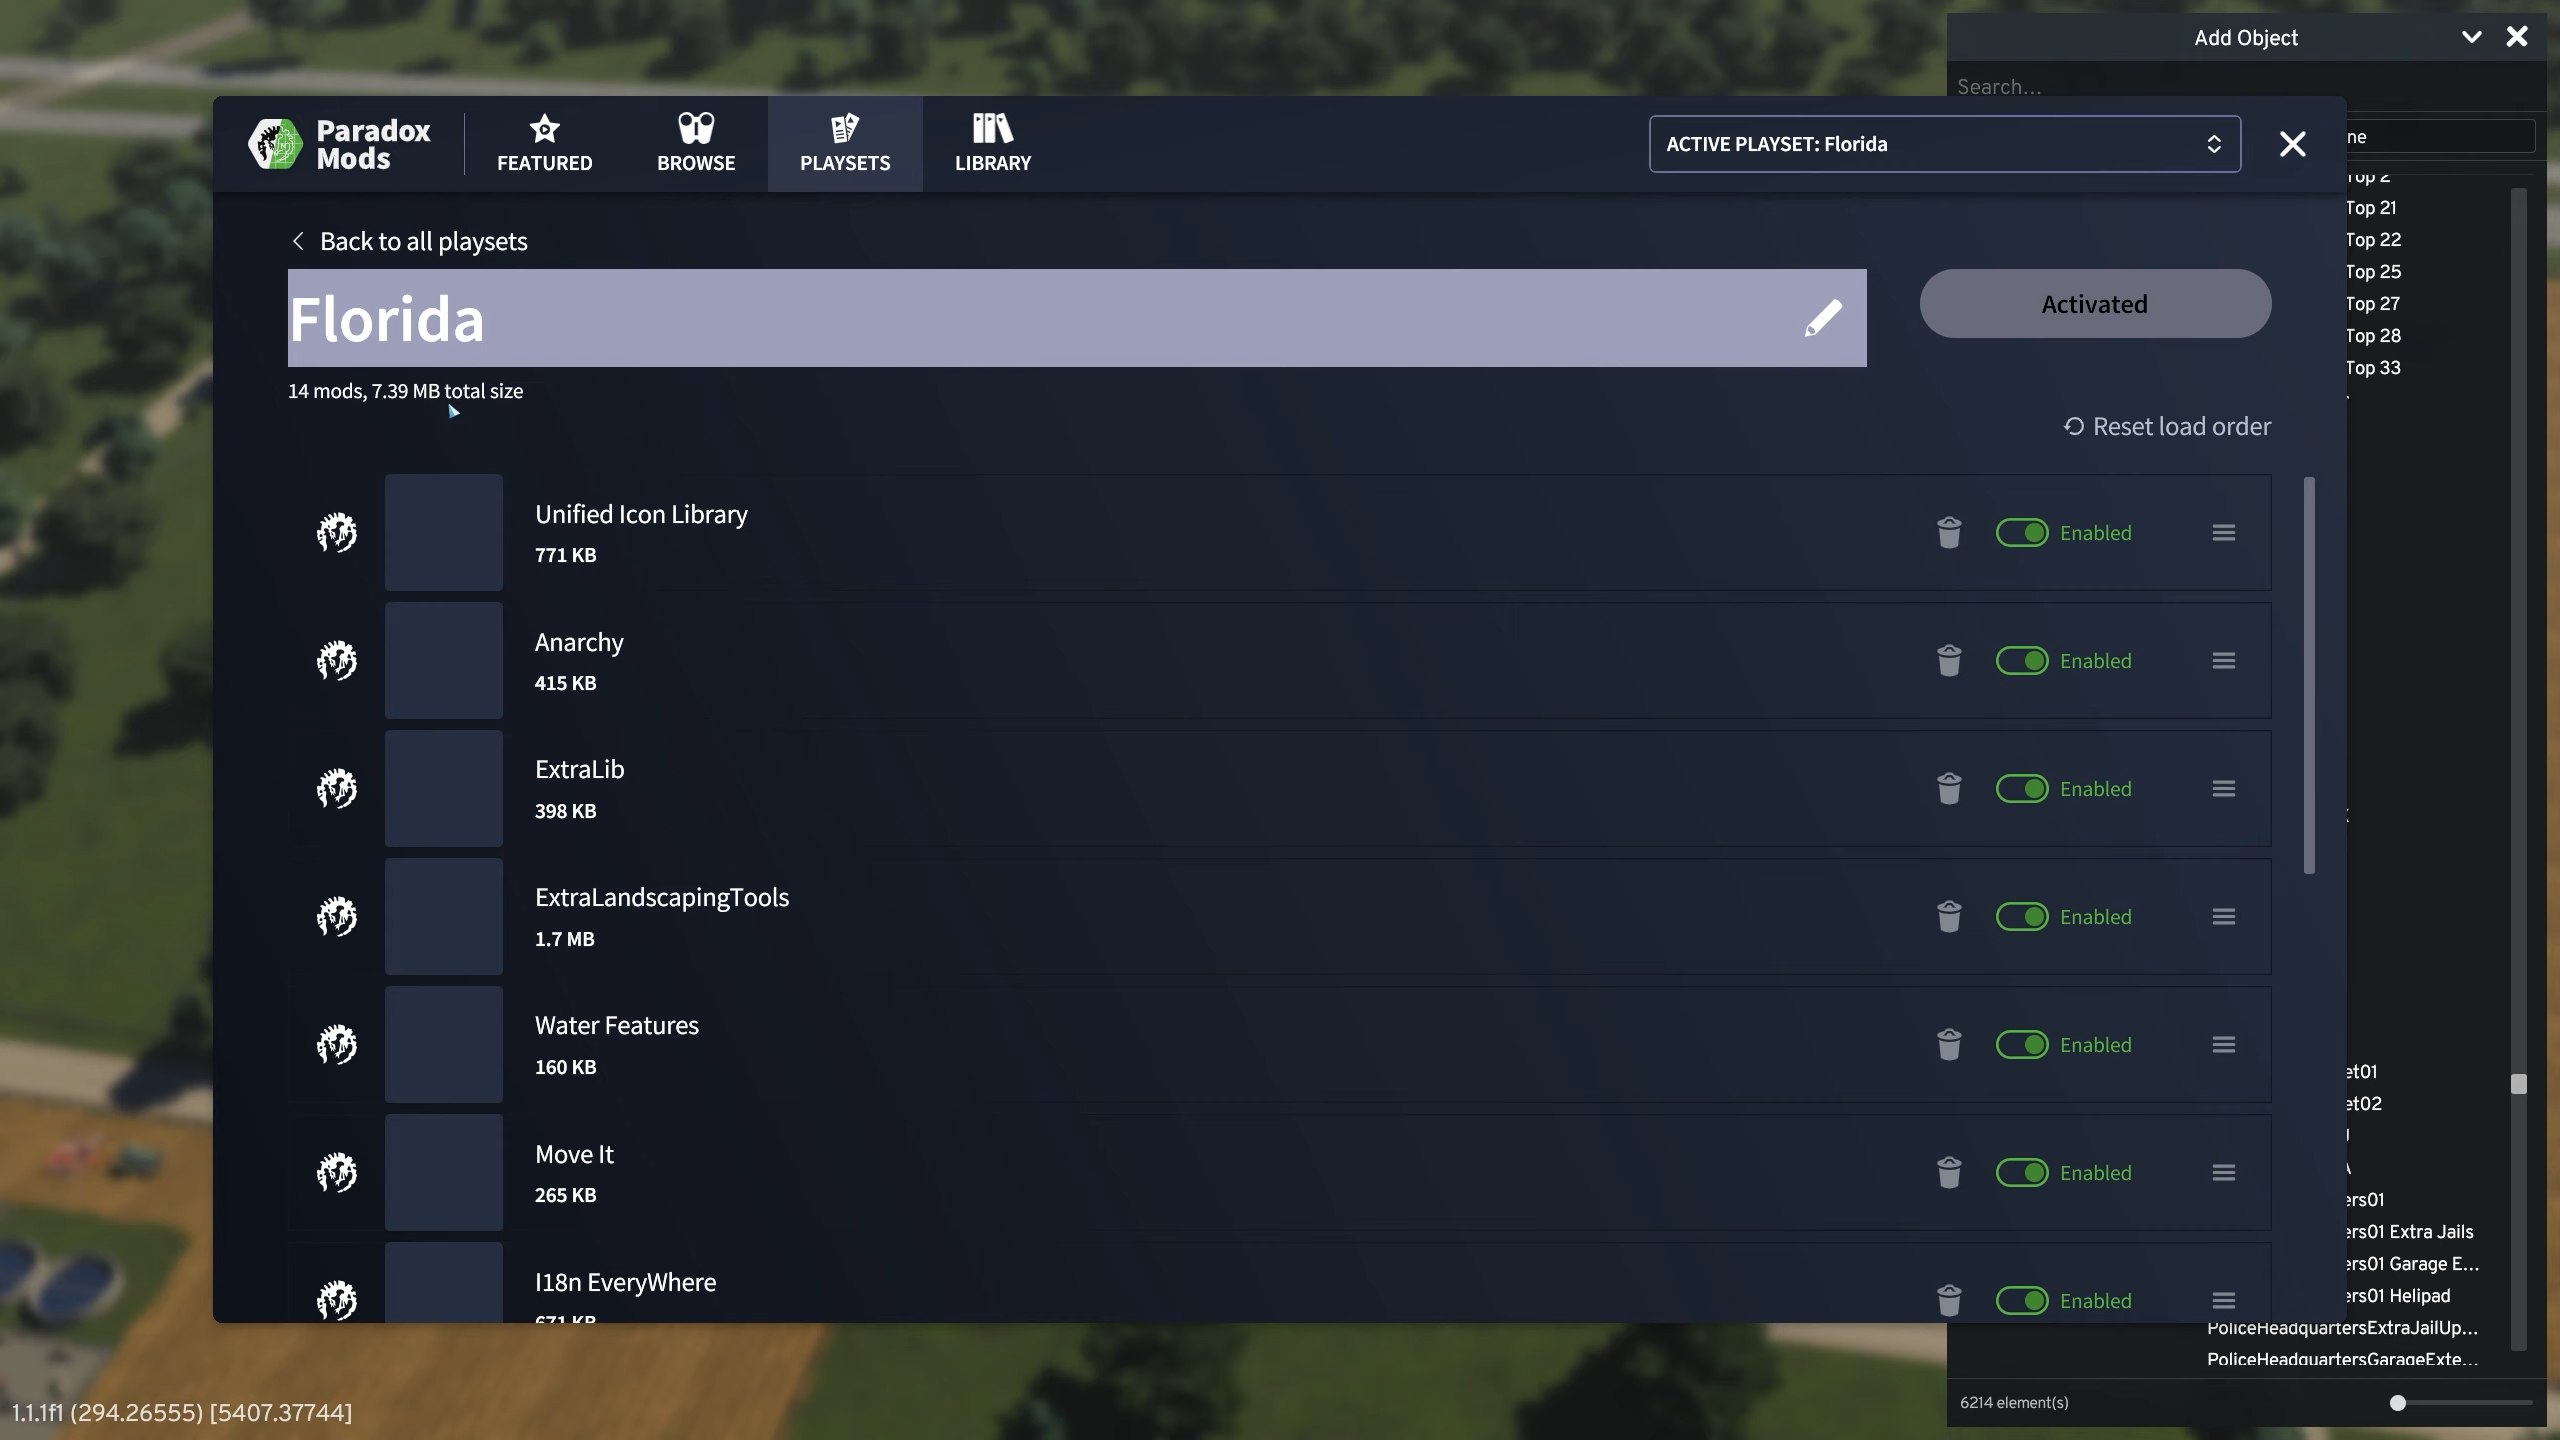 Add Object
Search...
Paradox
Mods
FEATURED
BROWSE
PLAYSETS
LIBRARY
ACTIVE PLAYSET: Florida
ne
Top 2
Top 21
Top 22
Top 25
Top 27
Top 28
Top 33
Back to all playsets
Florida
Activated
14 mods, 7.39 MB total size
Reset load order
Unified Icon Library
771 KB
Enabled
Anarchy
415 KB
Enabled
ExtraLib
398 KB
Enabled
ExtraLandscapingTools
1.7 MB
Enabled
Water Features
160 KB
Enabled
Move It
265 KB
Enabled
I18n EveryWhere
671 KB
Enabled
et01
et02
ers01
ers01 Extra Jails
ers01 Garage E...
ers01 Helipad
PoliceHeadquartersExtraJailUp...
PoliceHeadquartersGarageExte...
6214 element(s)
1.1.1f1 (294.26555) [5407.37744]